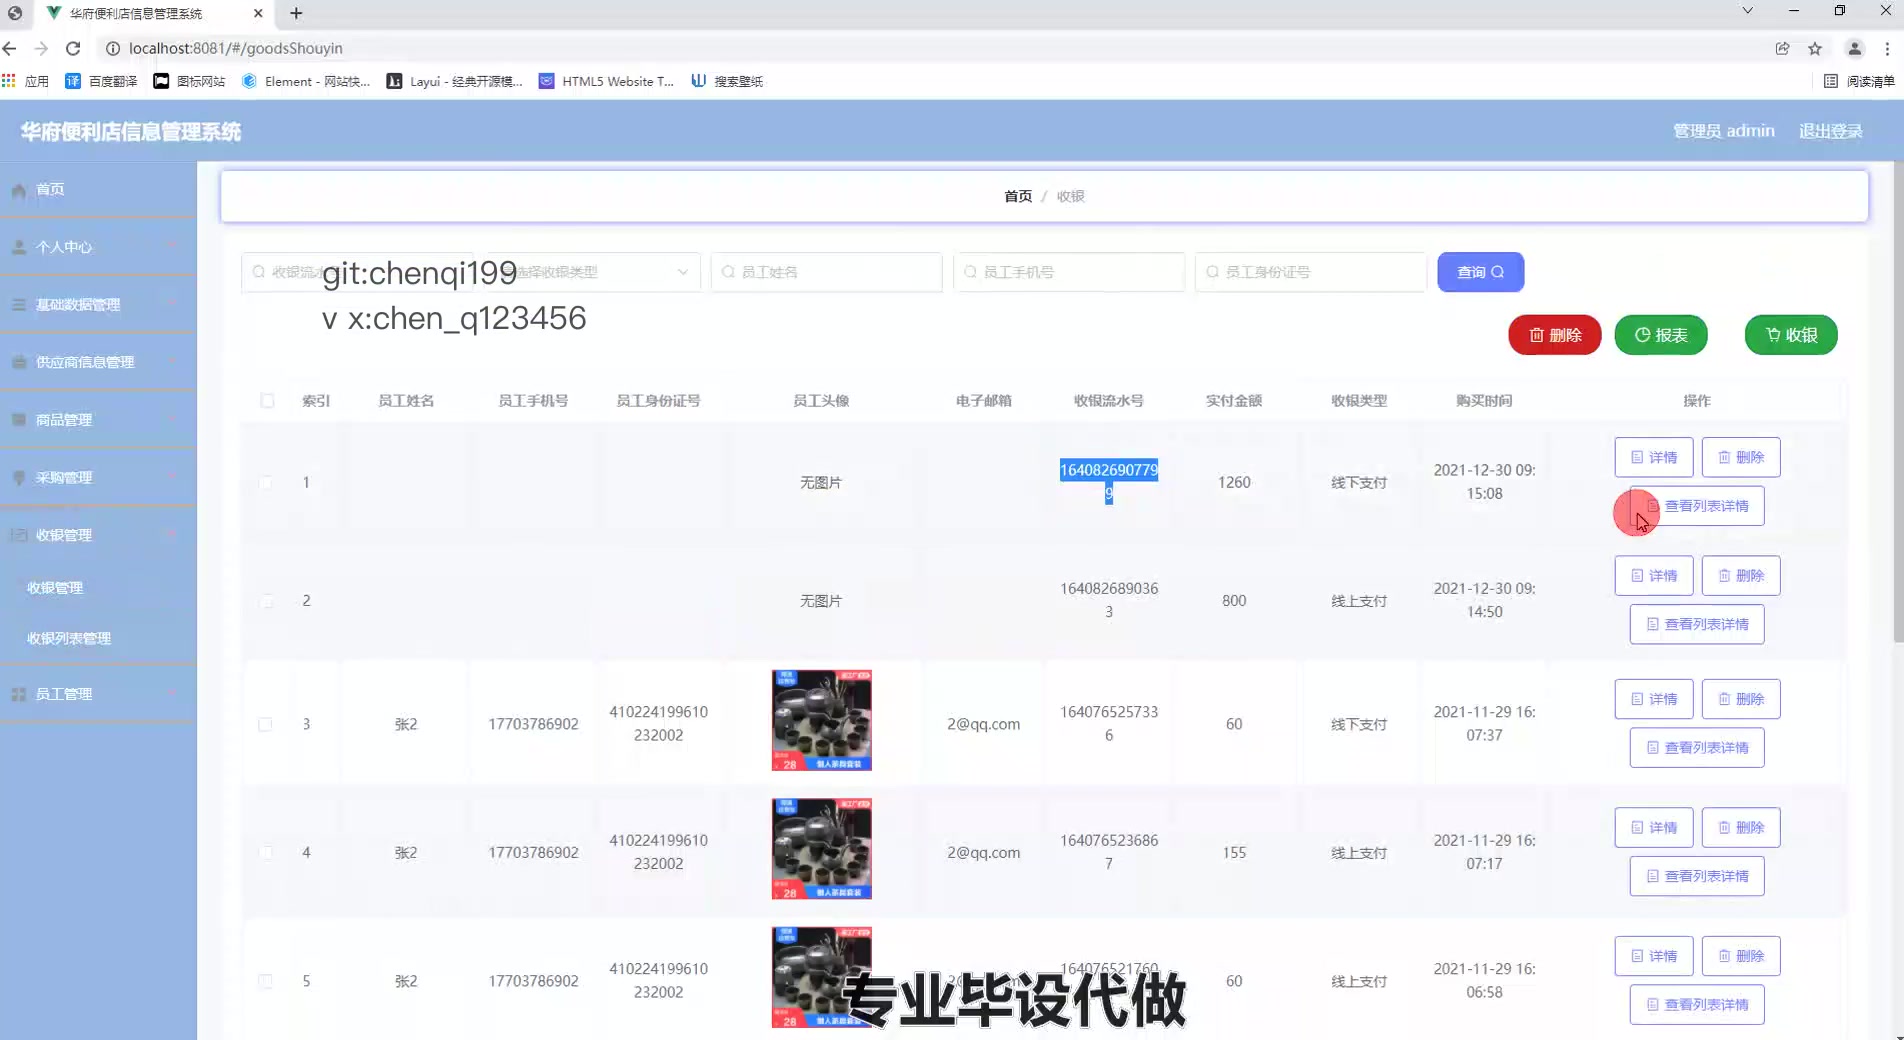 华府便利店信息管理系统
localhost:8081/#/goodsShouyin
应用 百度翻译 图标网站 Element - 网站快... Layui - 经典开源模... HTML5 Website T... 搜索壁纸 阅读清单
华府便利店信息管理系统 管理员 admin 退出登录
首页
个人中心
基础数据管理
供应商信息管理
商品管理
采购管理
收银管理
收银管理
收银列表管理
员工管理
首页 / 收银
收银流水 选择收银类型 员工姓名 员工手机号 员工身份证号 查询
git:chenqi199
v x:chen_q123456
删除 报表 收银
索引 员工姓名 员工手机号 员工身份证号 员工头像 电子邮箱 收银流水号 实付金额 收银类型 购买时间 操作
1 无图片 164082690779 1260 线下支付 2021-12-30 09: 详情 删除
9 15:08 查看列表详情
2 无图片 164082689036 800 线上支付 2021-12-30 09: 详情 删除
3 14:50 查看列表详情
3 张2 17703786902 410224199610 2@qq.com 164076525733 60 线下支付 2021-11-29 16: 详情 删除
232002 6 07:37 查看列表详情
28
4 张2 17703786902 410224199610 2@qq.com 164076523686 155 线上支付 2021-11-29 16: 详情 删除
232002 7 07:17 查看列表详情
28
5 张2 17703786902 410224199610 164076521760 60 线上支付 2021-11-29 16: 详情 删除
232002 06:58 查看列表详情
28
专业毕设代做